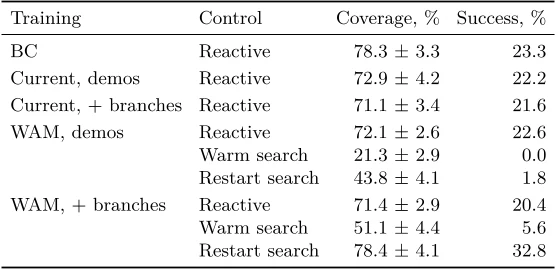 Training Control Coverage, % Success, %
BC Reactive 78.3 ± 3.3 23.3
Current, demos Reactive 72.9 ± 4.2 22.2
Current, + branches Reactive 71.1 ± 3.4 21.6
WAM, demos Reactive 72.1 ± 2.6 22.6
Warm search 21.3 ± 2.9 0.0
Restart search 43.8 ± 4.1 1.8
WAM, + branches Reactive 71.4 ± 2.9 20.4
Warm search 51.1 ± 4.4 5.6
Restart search 78.4 ± 4.1 32.8